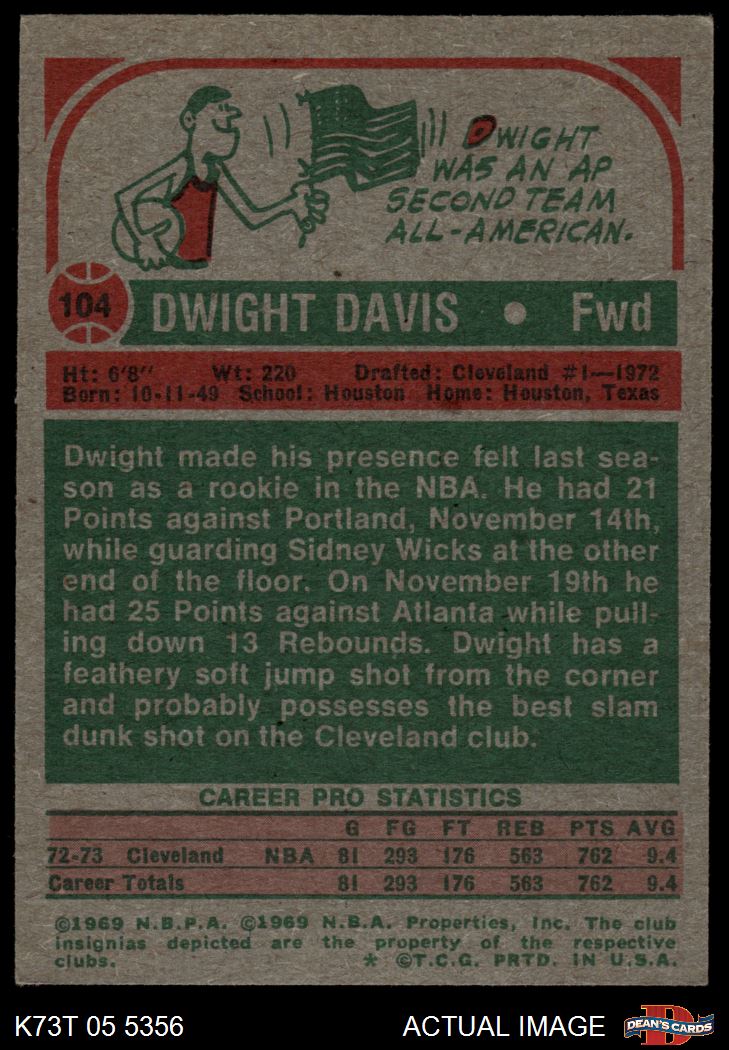 DWIGHT
WAS AN AP
SECOND TEAM
ALL-AMERICAN.
104 DWIGHT DAVIS • Fwd
Ht: 6'8" Wt: 220 Drafted: Cleveland #1—1972
Born: 10-11-49 School: Houston Home: Houston, Texas
Dwight made his presence felt last sea-
son as a rookie in the NBA. He had 21
Points against Portland, November 14th,
while guarding Sidney Wicks at the other
end of the floor. On November 19th he
had 25 Points against Atlanta while pull-
ing down 13 Rebounds. Dwight has a
feathery soft jump shot from the corner
and probably possesses the best slam
dunk shot on the Cleveland club.
CAREER PRO STATISTICS
G FG FT REB PTS AVG
72-73 Cleveland NBA 81 293 176 563 762 9.4
Career Totals 81 293 176 563 762 9.4
©1969 N.B.P.A. ©1969 N.B.A. Properties, Inc. The club
insignias depicted are the property of the respective
clubs. * ©T.C.G. PRTD. IN U.S.A.
K73T 05 5356 ACTUAL IMAGE DEAN'S CARDS